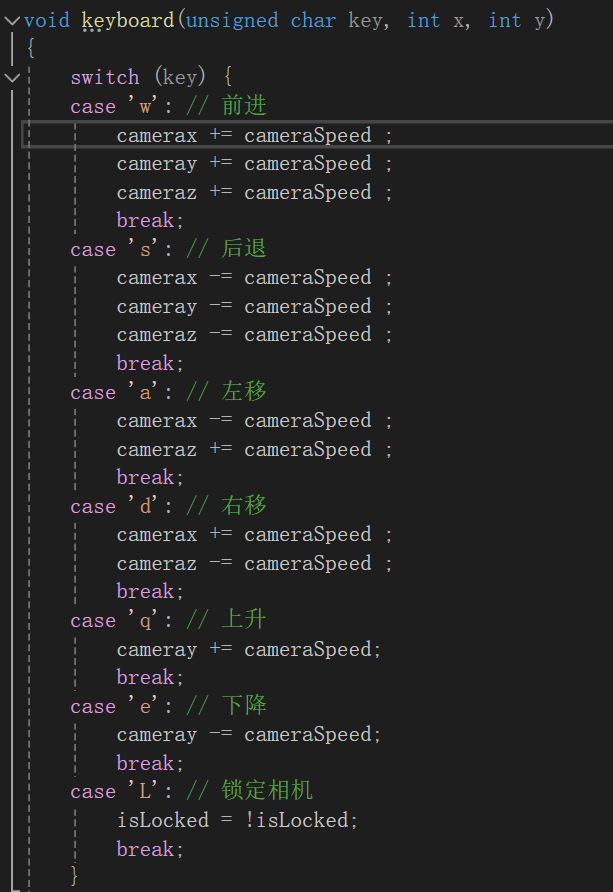 void keyboard(unsigned char key, int x, int y)
{
    switch (key) {
    case 'w': // 前进
        camerax += cameraSpeed ;
        cameray += cameraSpeed ;
        cameraz += cameraSpeed ;
        break;
    case 's': // 后退
        camerax -= cameraSpeed ;
        cameray -= cameraSpeed ;
        cameraz -= cameraSpeed ;
        break;
    case 'a': // 左移
        camerax -= cameraSpeed ;
        cameraz += cameraSpeed ;
        break;
    case 'd': // 右移
        camerax += cameraSpeed ;
        cameraz -= cameraSpeed ;
        break;
    case 'q': // 上升
        cameray += cameraSpeed;
        break;
    case 'e': // 下降
        cameray -= cameraSpeed;
        break;
    case 'L': // 锁定相机
        isLocked = !isLocked;
        break;
    }